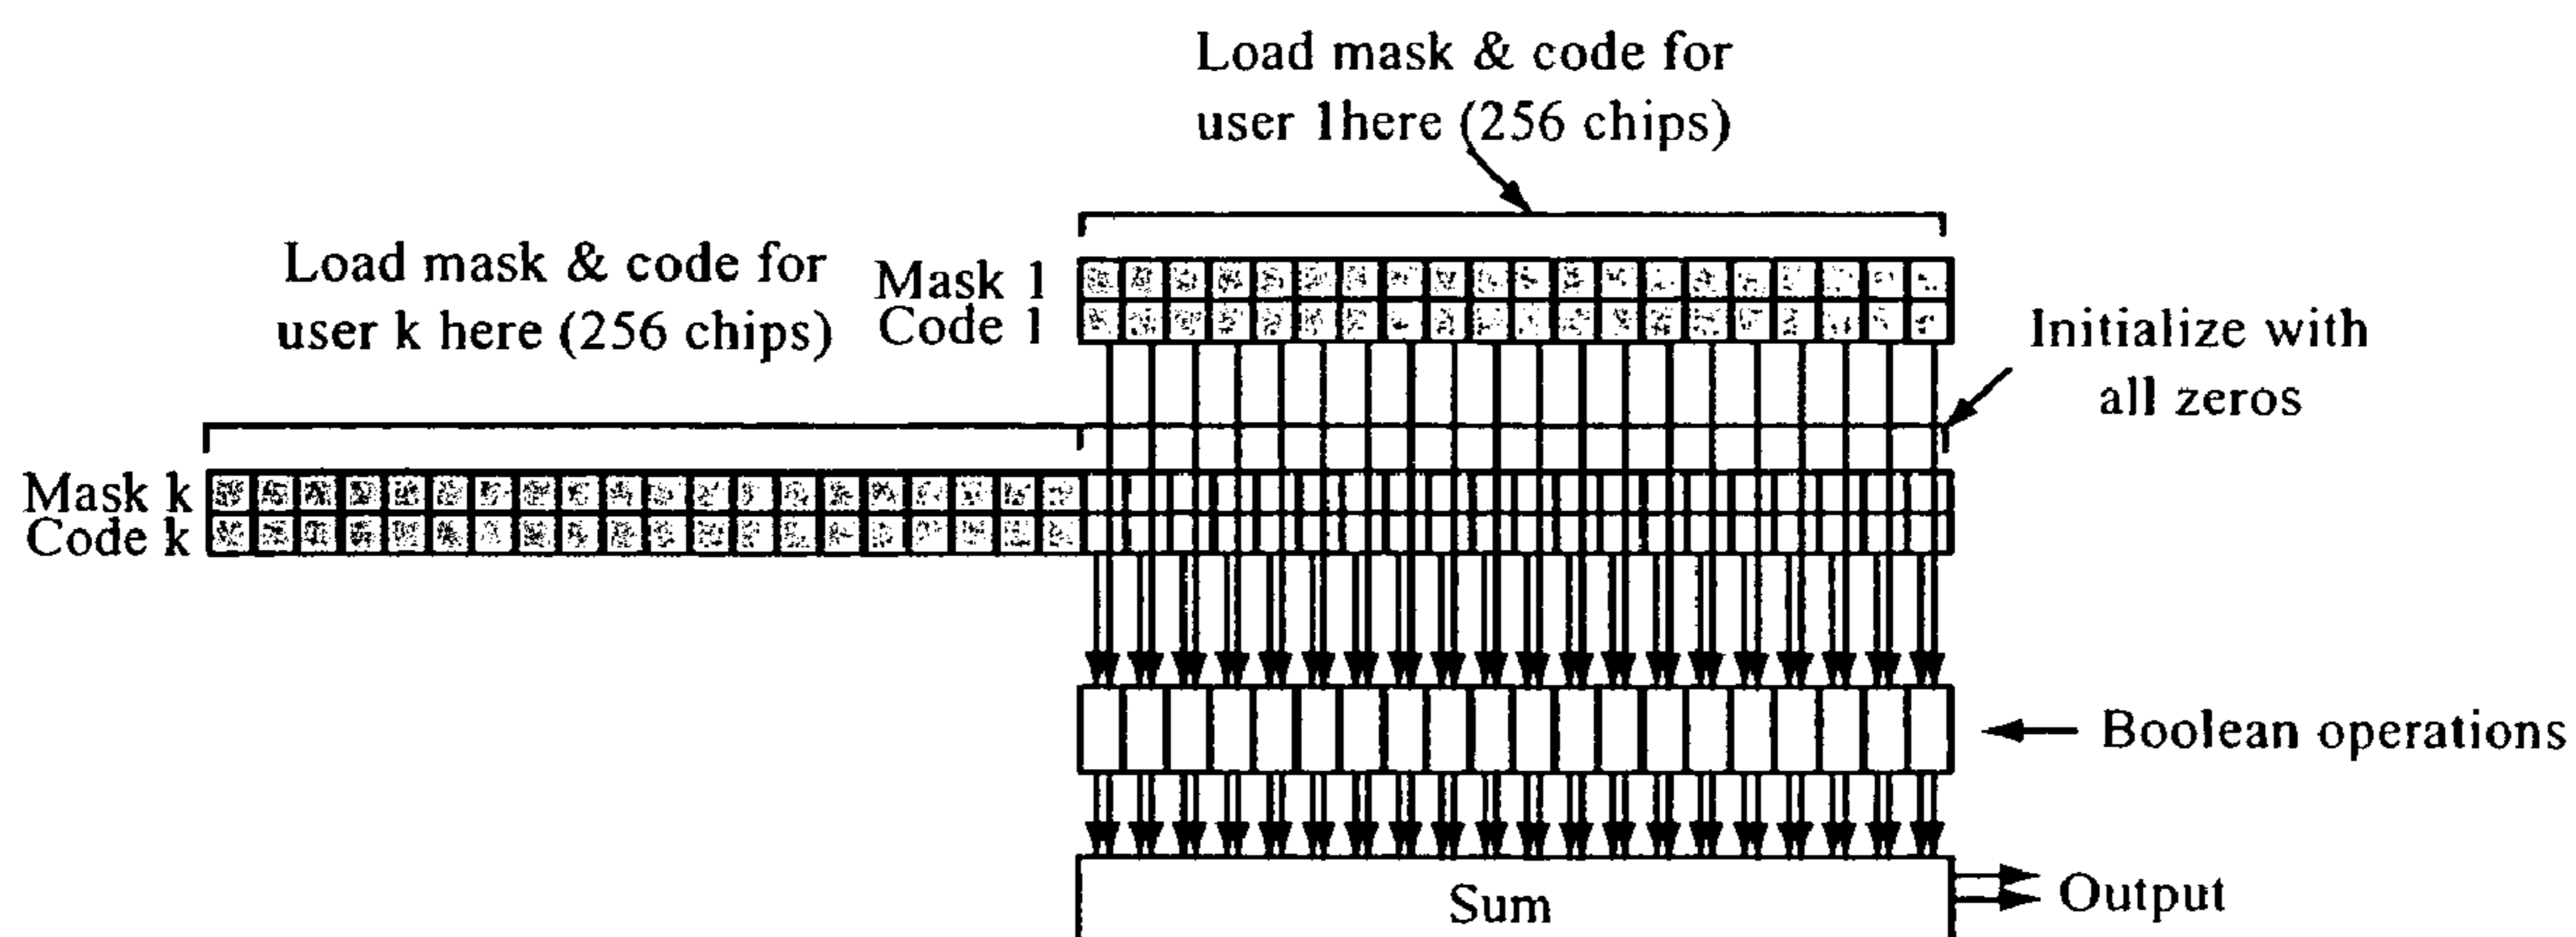 Load mask & code for
user 1here (256 chips)
Load mask & code for
user k here (256 chips)
Mask 1
Code 1
Initialize with
all zeros
Mask k
Code k
Boolean operations
Sum
Output